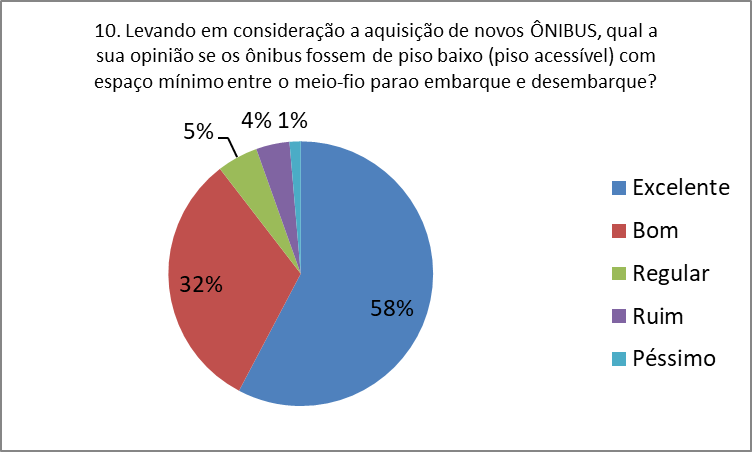 10. Levando em consideração a aquisição de novos ÔNIBUS, qual a
sua opinião se os ônibus fossem de piso baixo (piso acessível) com
espaço mínimo entre o meio-fio parao embarque e desembarque?
5%
4%
1%
32%
58%
Excelente
Bom
Regular
Ruim
Péssimo